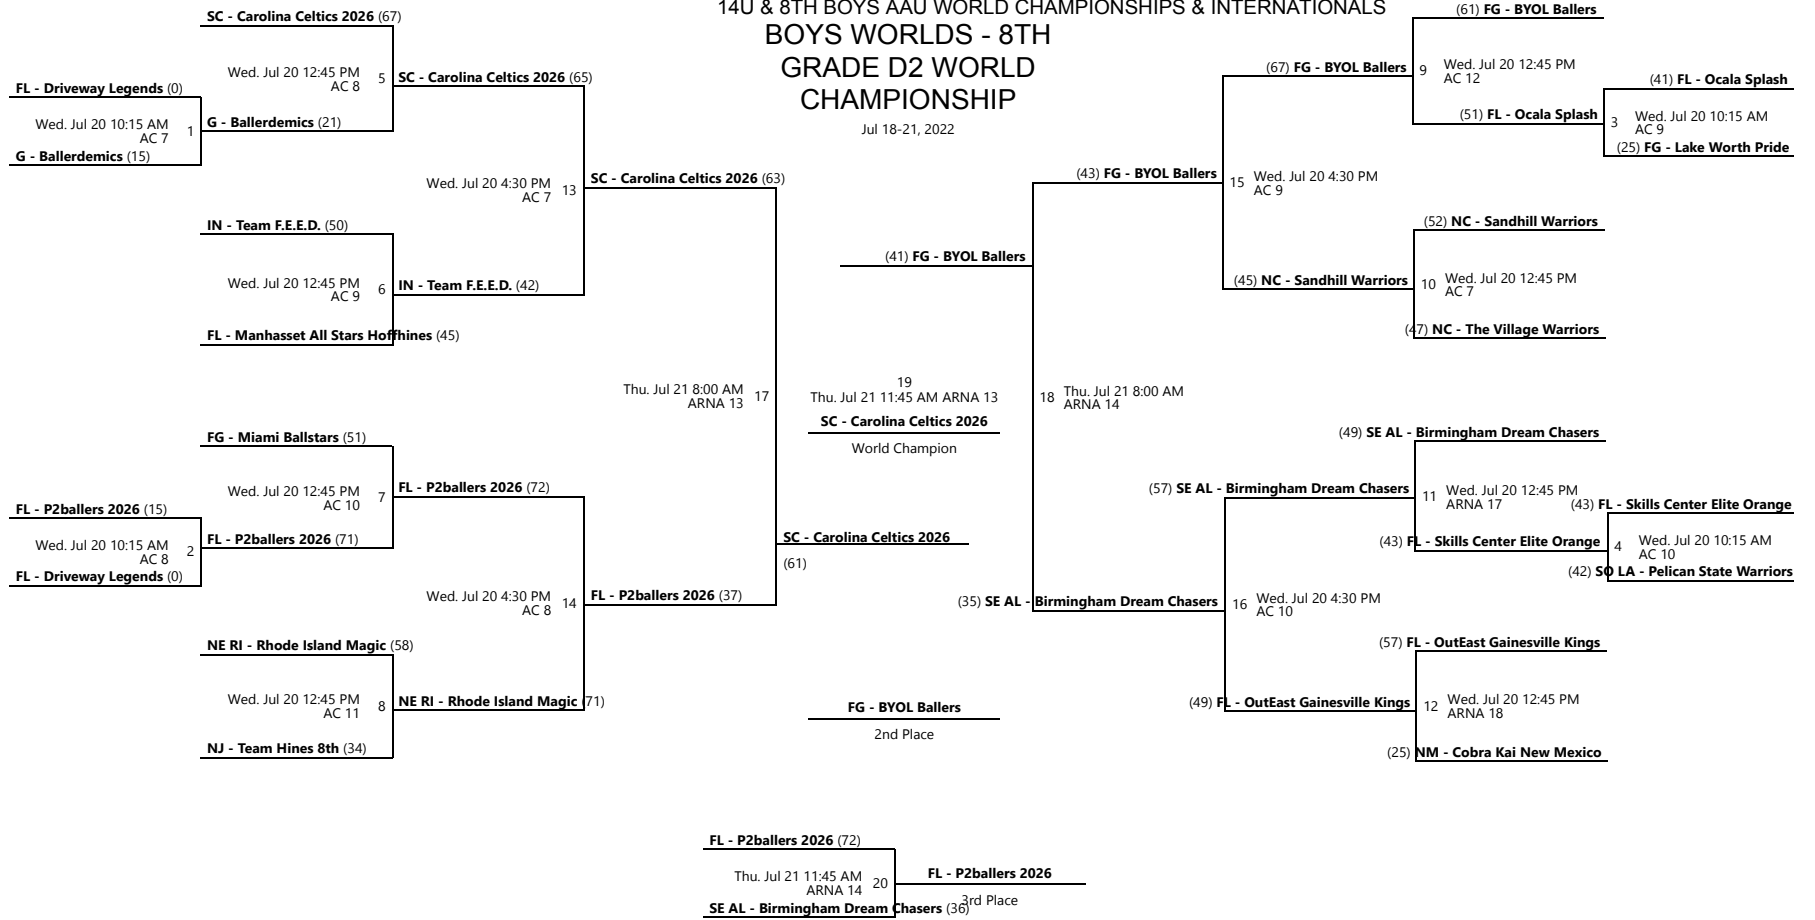 14U & 8TH BOYS AAU WORLD CHAMPIONSHIPS & INTERNATIONALS
BOYS WORLDS - 8TH
GRADE D2 WORLD
CHAMPIONSHIP
Jul 18-21, 2022
SC - Carolina Celtics 2026 (67)
Wed. Jul 20 12:45 PM
AC 8
5
SC - Carolina Celtics 2026 (65)
FL - Driveway Legends (0)
Wed. Jul 20 10:15 AM
AC 7
1
G - Ballerdemics (21)
G - Ballerdemics (15)
Wed. Jul 20 4:30 PM
AC 7
13
SC - Carolina Celtics 2026 (63)
IN - Team F.E.E.D. (50)
Wed. Jul 20 12:45 PM
AC 9
6
IN - Team F.E.E.D. (42)
FL - Manhasset All Stars Hoffhines (45)
Thu. Jul 21 8:00 AM
ARNA 13
17
FG - Miami Ballstars (51)
Wed. Jul 20 12:45 PM
AC 10
7
FL - P2ballers 2026 (72)
FL - P2ballers 2026 (15)
Wed. Jul 20 10:15 AM
AC 8
2
FL - P2ballers 2026 (71)
FL - Driveway Legends (0)
SC - Carolina Celtics 2026
(61)
Wed. Jul 20 4:30 PM
AC 8
14
FL - P2ballers 2026 (37)
NE RI - Rhode Island Magic (58)
Wed. Jul 20 12:45 PM
AC 11
8
NE RI - Rhode Island Magic (71)
NJ - Team Hines 8th (34)
(41) FG - BYOL Ballers
19
Thu. Jul 21 11:45 AM ARNA 13
SC - Carolina Celtics 2026
World Champion
FG - BYOL Ballers
2nd Place
(61) FG - BYOL Ballers
(67) FG - BYOL Ballers
9
Wed. Jul 20 12:45 PM
AC 12
(41) FL - Ocala Splash
(51) FL - Ocala Splash
3
Wed. Jul 20 10:15 AM
AC 9
(25) FG - Lake Worth Pride
(43) FG - BYOL Ballers
15
Wed. Jul 20 4:30 PM
AC 9
(52) NC - Sandhill Warriors
(45) NC - Sandhill Warriors
10
Wed. Jul 20 12:45 PM
AC 7
(47) NC - The Village Warriors
18
Thu. Jul 21 8:00 AM
ARNA 14
(49) SE AL - Birmingham Dream Chasers
(57) SE AL - Birmingham Dream Chasers
11
Wed. Jul 20 12:45 PM
ARNA 17
(43) FL - Skills Center Elite Orange
(43) FL - Skills Center Elite Orange
4
Wed. Jul 20 10:15 AM
AC 10
(42) SO LA - Pelican State Warriors
(35) SE AL - Birmingham Dream Chasers
16
Wed. Jul 20 4:30 PM
AC 10
(57) FL - OutEast Gainesville Kings
(49) FL - OutEast Gainesville Kings
12
Wed. Jul 20 12:45 PM
ARNA 18
(25) NM - Cobra Kai New Mexico
FL - P2ballers 2026 (72)
Thu. Jul 21 11:45 AM
ARNA 14
20
FL - P2ballers 2026
3rd Place
SE AL - Birmingham Dream Chasers (36)